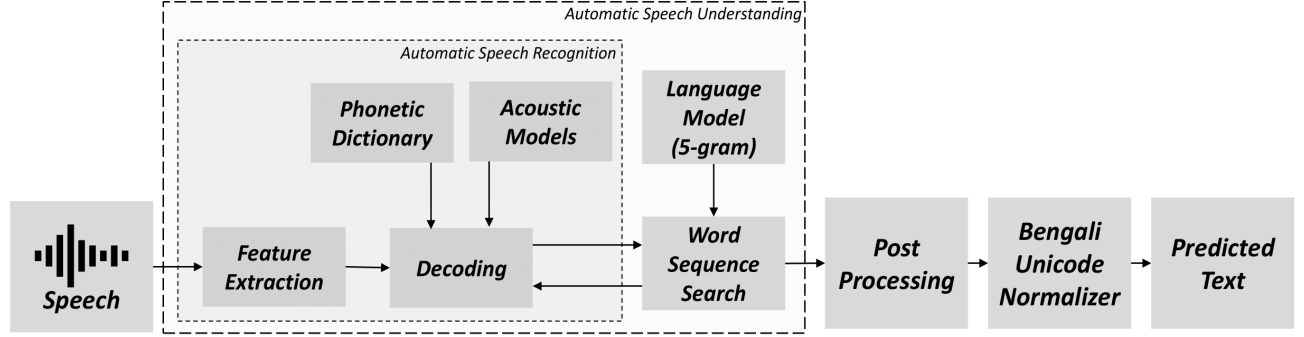 Automatic Speech Understanding
Automatic Speech Recognition
Phonetic
Dictionary
Acoustic
Models
Language
Model
(5-gram)
Speech
Feature
Extraction
Decoding
Word
Sequence
Search
Post
Processing
Bengali
Unicode
Normalizer
Predicted
Text